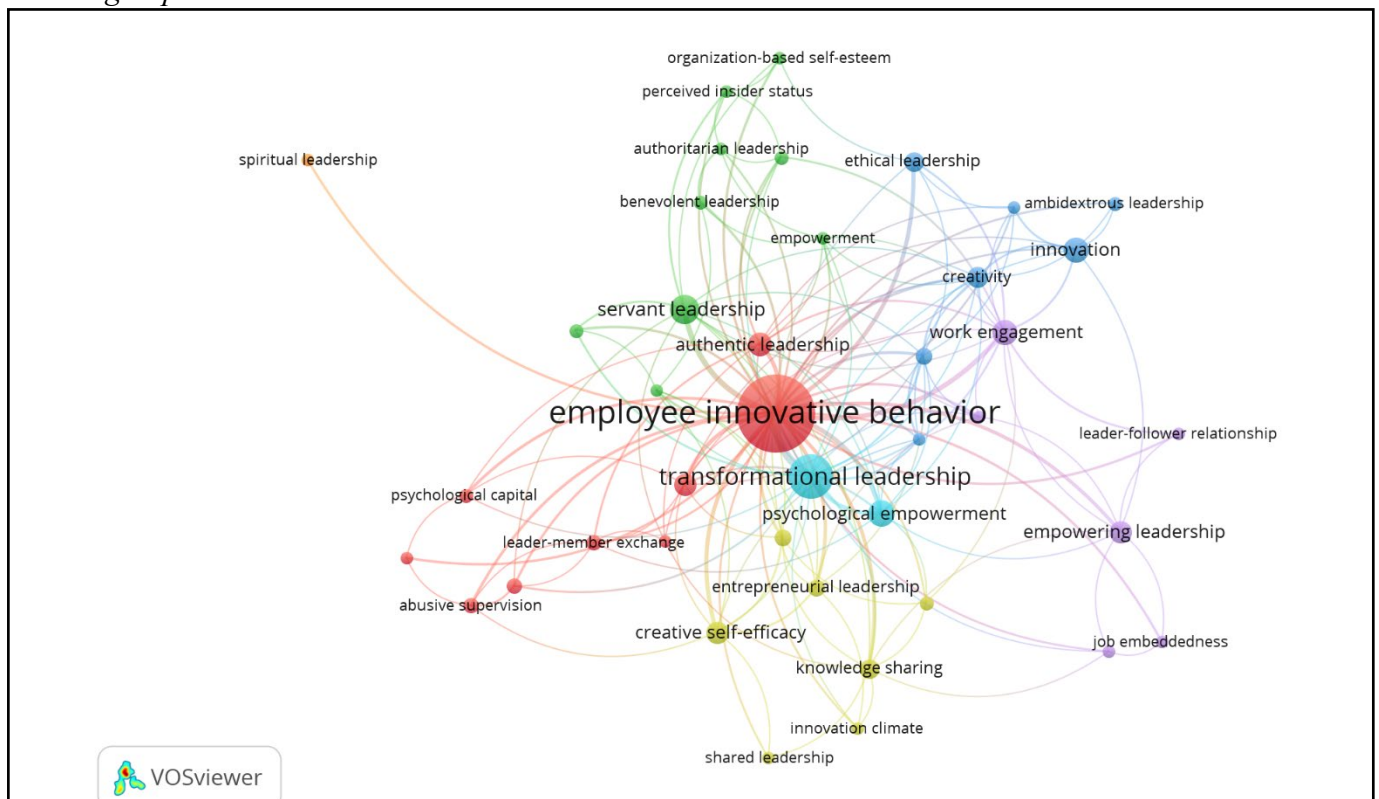 organization-based self-esteem
perceived insider status
authoritarian leadership
spiritual leadership
ethical leadership
benevolent leadership
ambidextrous leadership
empowerment
innovation
creativity
servant leadership
work engagement
authentic leadership
employee innovative behavior
leader-follower relationship
transformational leadership
psychological capital
psychological empowerment
empowering leadership
leader-member exchange
entrepreneurial leadership
abusive supervision
creative self-efficacy
job embeddedness
knowledge sharing
innovation climate
shared leadership
VOSviewer